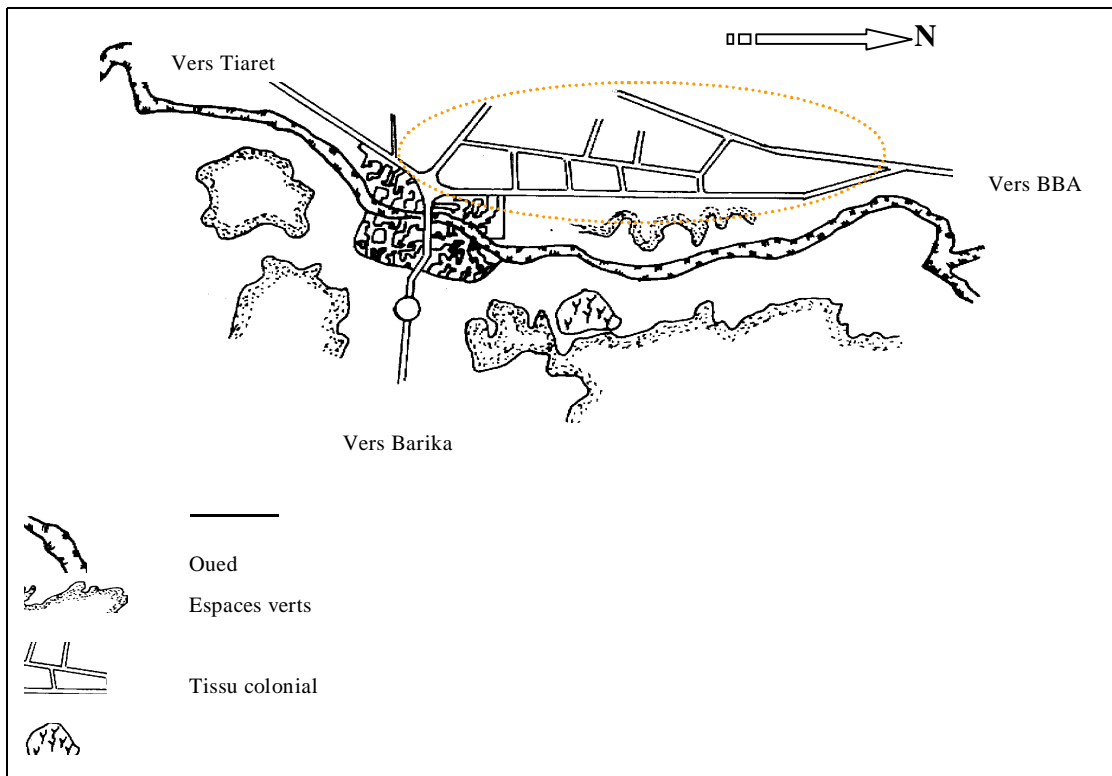 N
Vers Tiaret
Vers BBA
Vers Barika
Oued
Espaces verts
Tissu colonial